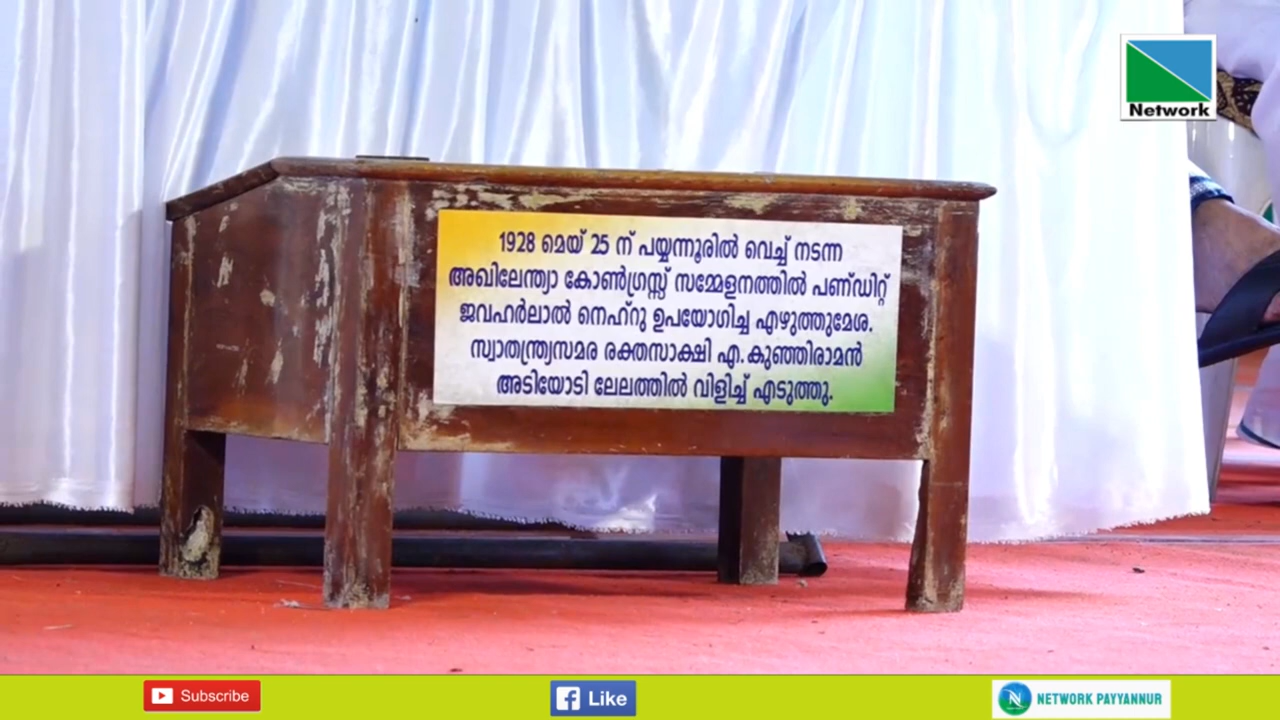 Network
1928 മെയ് 25 ന് പയ്യന്നൂരിൽ വെച്ച് നടന്ന
അഖിലേന്ത്യാ കോൺഗ്രസ്സ് സമ്മേളനത്തിൽ പണ്ഡിറ്റ്
ജവഹർലാൽ നെഹ്റു ഉപയോഗിച്ച എഴുത്തുമേശ.
സ്വാതന്ത്ര്യസമര രക്തസാക്ഷി എ.കുഞ്ഞിരാമൻ
അടിയോടി ലേലത്തിൽ വിളിച്ച് എടുത്തു.
Subscribe
Like
NETWORK PAYYANNUR